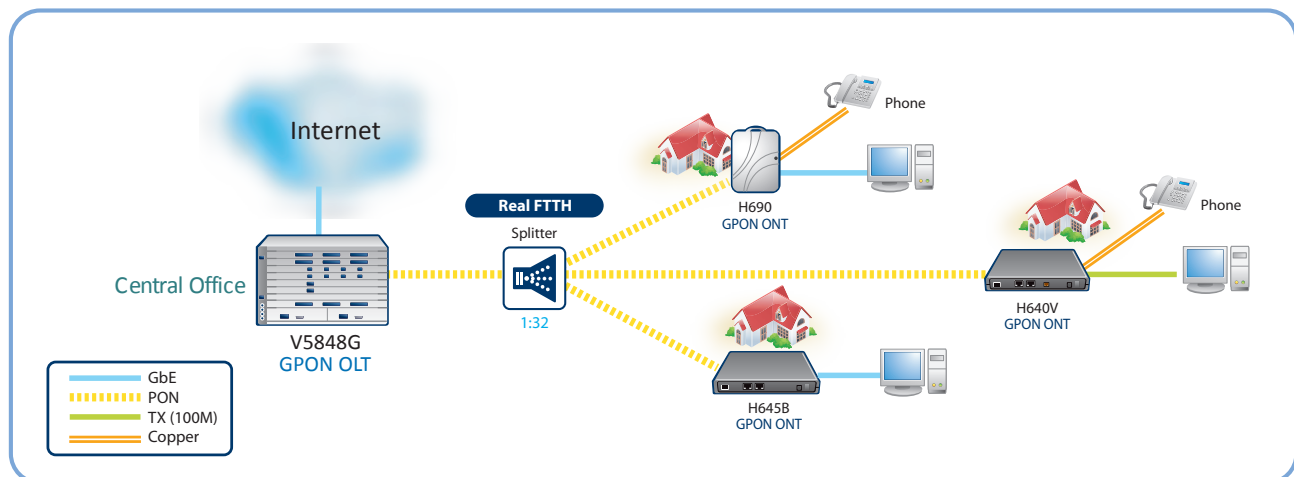 Internet
Central Office
V5848G
GPON OLT
Real FTTH
Splitter
1:32
Phone
H690
GPON ONT
Phone
H640V
GPON ONT
H645B
GPON ONT
GbE
PON
TX (100M)
Copper